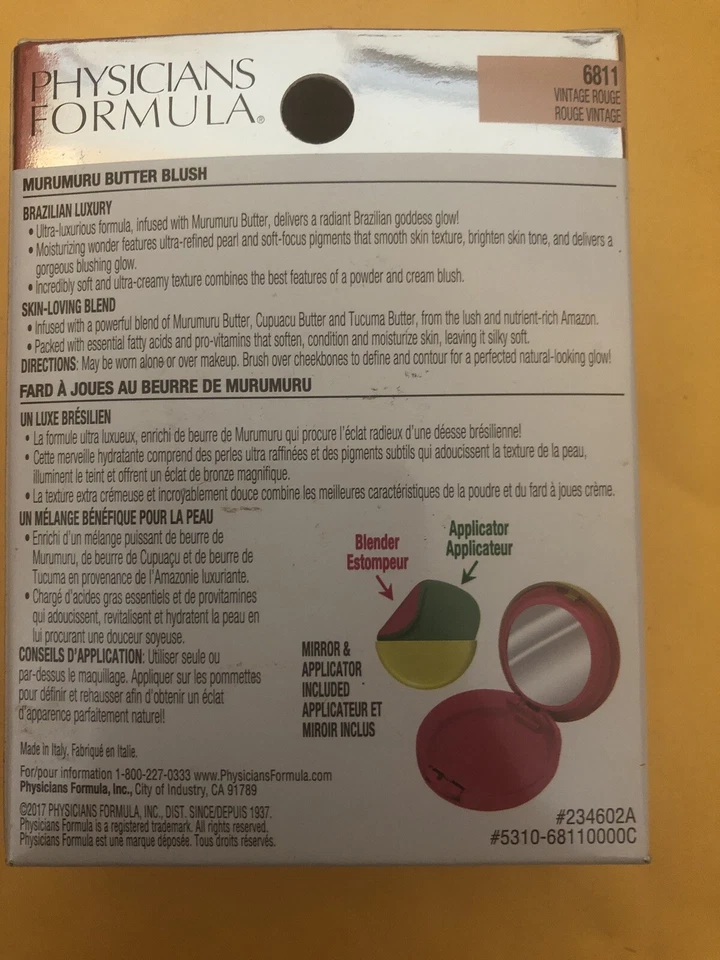 PHYSICIANS
FORMULA®
6811
VINTAGE ROUGE
ROUGE VINTAGE
MURUMURU BUTTER BLUSH
BRAZILIAN LUXURY
• Ultra-luxurious formula, infused with Murumuru Butter, delivers a radiant Brazilian goddess glow!
• Moisturizing wonder features ultra-refined pearl and soft-focus pigments that smooth skin texture, brighten skin tone, and delivers a
gorgeous blushing glow.
• Incredibly soft and ultra-creamy texture combines the best features of a powder and cream blush.
SKIN-LOVING BLEND
• Infused with a powerful blend of Murumuru Butter, Cupuacu Butter and Tucuma Butter, from the lush and nutrient-rich Amazon.
• Packed with essential fatty acids and pro-vitamins that soften, condition and moisturize skin, leaving it silky soft.
DIRECTIONS: May be worn alone or over makeup. Brush over cheekbones to define and contour for a perfected natural-looking glow!
FARD À JOUES AU BEURRE DE MURUMURU
UN LUXE BRÉSILIEN
• La formule ultra luxueux, enrichi de beurre de Murumuru qui procure l'éclat radieux d'une déesse brésilienne!
• Cette merveille hydratante comprend des perles ultra raffinées et des pigments subtils qui adoucissent la texture de la peau,
illuminent le teint et offrent un éclat de bronze magnifique.
• La texture extra crémeuse et incroyablement douce combine les meilleures caractéristiques de la poudre et du fard à joues crème.
UN MÉLANGE BÉNÉFIQUE POUR LA PEAU
• Enrichi d'un mélange puissant de beurre de
Murumuru, de beurre de Cupuaçu et de beurre de
Tucuma en provenance de l'Amazonie luxuriante.
• Chargé d'acides gras essentiels et de provitamines
qui adoucissent, revitalisent et hydratent la peau en
lui procurant une douceur soyeuse.
CONSEILS D'APPLICATION: Utiliser seule ou
par-dessus le maquillage. Appliquer sur les pommettes
pour définir et rehausser afin d'obtenir un éclat
d'apparence parfaitement naturel!
Blender
Estompeur
Applicator
Applicateur
MIRROR &
APPLICATOR
INCLUDED
APPLICATEUR ET
MIROIR INCLUS
Made in Italy, Fabriqué en Italie.
For/pour information 1-800-227-0333 www.PhysiciansFormula.com
Physicians Formula, Inc., City of Industry, CA 91789
©2017 PHYSICIANS FORMULA, INC., DIST. SINCE/DEPUIS 1937.
Physicians Formula is a registered trademark. All rights reserved.
Physicians Formula est une marque déposée. Tous droits réservés.
#234602A
#5310-68110000C